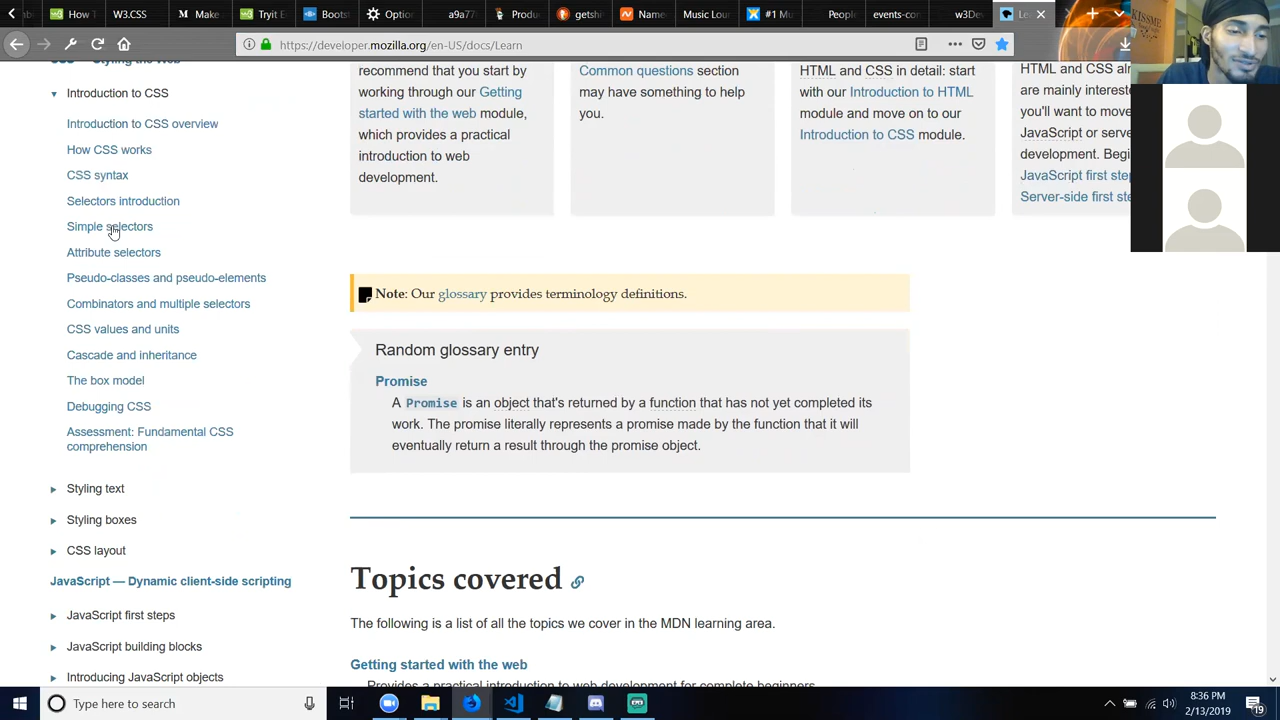 How 
W3.CSS
Make
Tryit E
Boots
Option
a9a77
Produ
getsh
Name
Music Lour
#1 Mu
People
events-con
w3Dev
Le
https://developer.mozilla.org/en-US/docs/Learn
CSS — Styling the Web
Introduction to CSS
Introduction to CSS overview
How CSS works
CSS syntax
Selectors introduction
Simple selectors
Attribute selectors
Pseudo-classes and pseudo-elements
Combinators and multiple selectors
CSS values and units
Cascade and inheritance
The box model
Debugging CSS
Assessment: Fundamental CSS
comprehension
Styling text
Styling boxes
CSS layout
JavaScript — Dynamic client-side scripting
JavaScript first steps
JavaScript building blocks
Introducing JavaScript objects
recommend that you start by
working through our Getting
started with the web module,
which provides a practical
introduction to web
development.
Common questions section
may have something to help
you.
HTML and CSS in detail: start
with our Introduction to HTML
module and move on to our
Introduction to CSS module.
HTML and CSS alr
are mainly intereste
you'll want to move
JavaScript or serve
development. Begi
JavaScript first step
Server-side first st
Note: Our glossary provides terminology definitions.
Random glossary entry
Promise
A Promise is an object that's returned by a function that has not yet completed its
work. The promise literally represents a promise made by the function that it will
eventually return a result through the promise object.
Topics covered
The following is a list of all the topics we cover in the MDN learning area.
Getting started with the web
Provides a practical introduction to web development for complete beginners.
KISSME
Type here to search
8:36 PM
2/13/2019
19